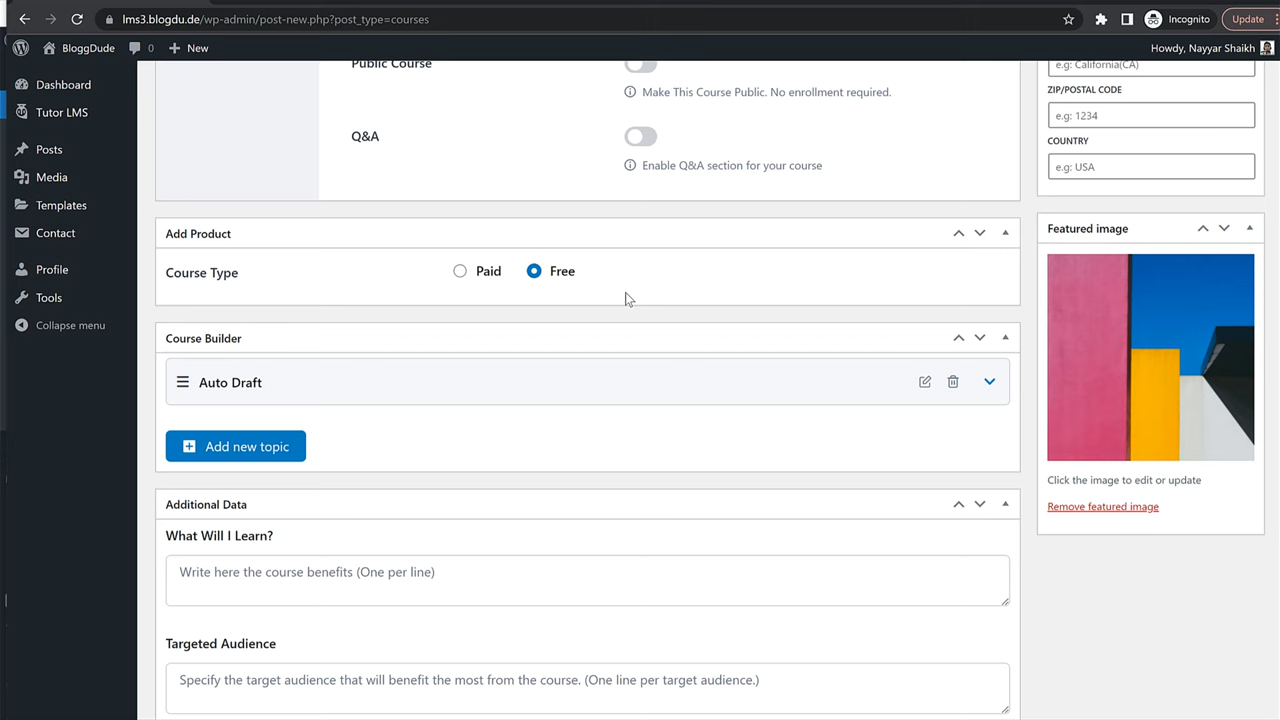 lms3.blogdu.de/wp-admin/post-new.php?post_type=courses
Incognito
Update
BloggDude
0
New
Howdy, Nayyar Shaikh
Dashboard
Tutor LMS
Posts
Media
Templates
Contact
Profile
Tools
Collapse menu
Public Course
Make This Course Public. No enrollment required.
Q&A
Enable Q&A section for your course
Add Product
Course Type
Paid
Free
Course Builder
Auto Draft
Add new topic
Additional Data
What Will I Learn?
Write here the course benefits (One per line)
Targeted Audience
Specify the target audience that will benefit the most from the course. (One line per target audience.)
e.g: California(CA)
ZIP/POSTAL CODE
e.g: 1234
COUNTRY
e.g: USA
Featured image
Click the image to edit or update
Remove featured image